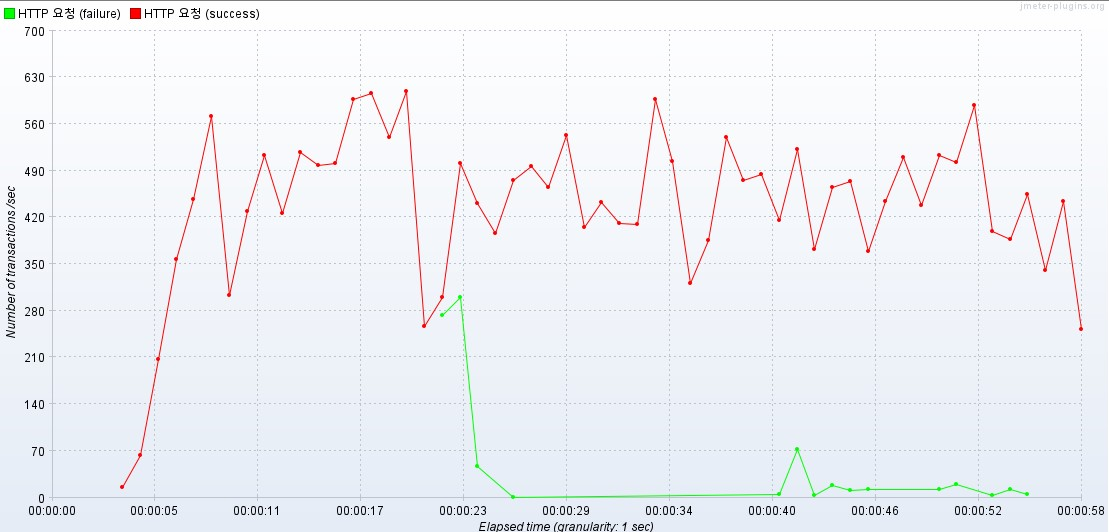 HTTP 요청 (failure) HTTP 요청 (success)
jmeter-plugins.org
700
630
560
490
420
350
280
210
140
70
0
Number of transactions /sec
00:00:00 00:00:05 00:00:11 00:00:17 00:00:23 00:00:29 00:00:34 00:00:40 00:00:46 00:00:52 00:00:58
Elapsed time (granularity: 1 sec)